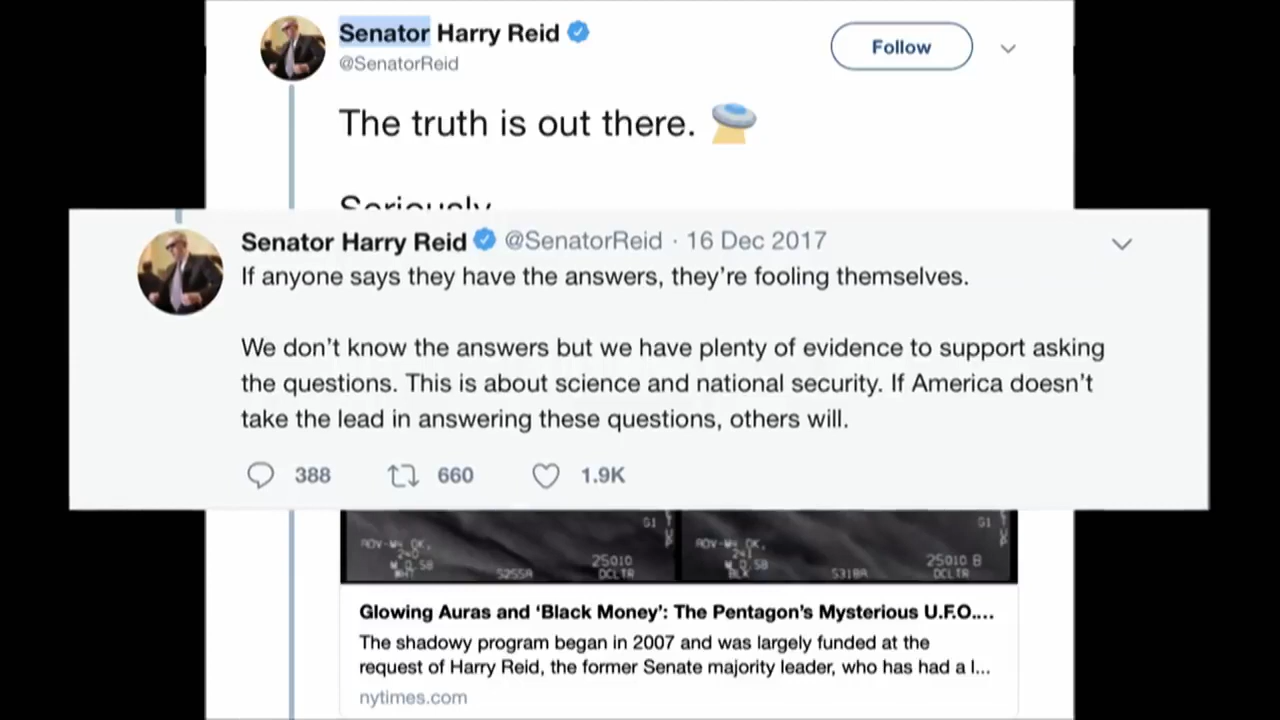 Senator Harry Reid
@SenatorReid
Follow
The truth is out there.
Seriously
Senator Harry Reid @SenatorReid · 16 Dec 2017
If anyone says they have the answers, they’re fooling themselves.
We don’t know the answers but we have plenty of evidence to support asking
the questions. This is about science and national security. If America doesn’t
take the lead in answering these questions, others will.
388 660 1.9K
G1
G1
25010
25010 B
DCLTR
DCLTR
Glowing Auras and ‘Black Money’: The Pentagon’s Mysterious U.F.O....
The shadowy program began in 2007 and was largely funded at the
request of Harry Reid, the former Senate majority leader, who has had a l...
nytimes.com